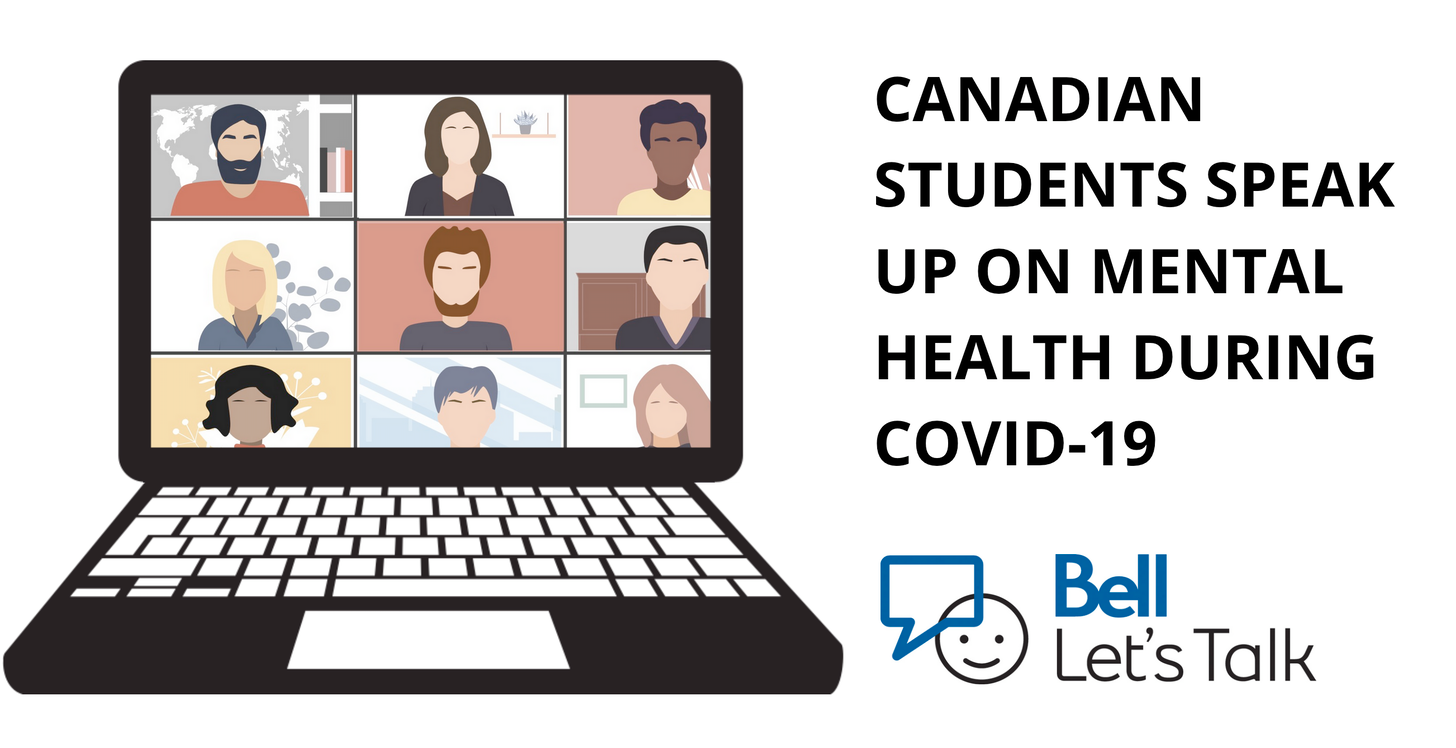 CANADIAN
STUDENTS SPEAK
UP ON MENTAL
HEALTH DURING
COVID-19
Bell
Let's Talk